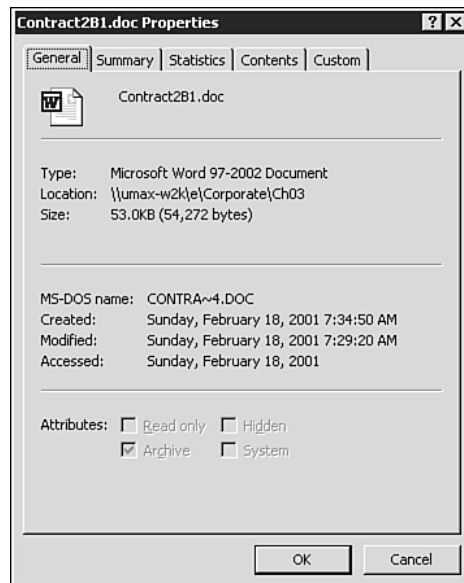 Contract2B1.doc Properties
General Summary Statistics Contents Custom
Contract2B1.doc
Type: Microsoft Word 97-2002 Document
Location: \\umax-w2k\e\Corporate\Ch03
Size: 53.0KB (54,272 bytes)
MS-DOS name: CONTRA~4.DOC
Created: Sunday, February 18, 2001 7:34:50 AM
Modified: Sunday, February 18, 2001 7:29:20 AM
Accessed: Sunday, February 18, 2001
Attributes: Read only Hidden
Archive System
OK Cancel